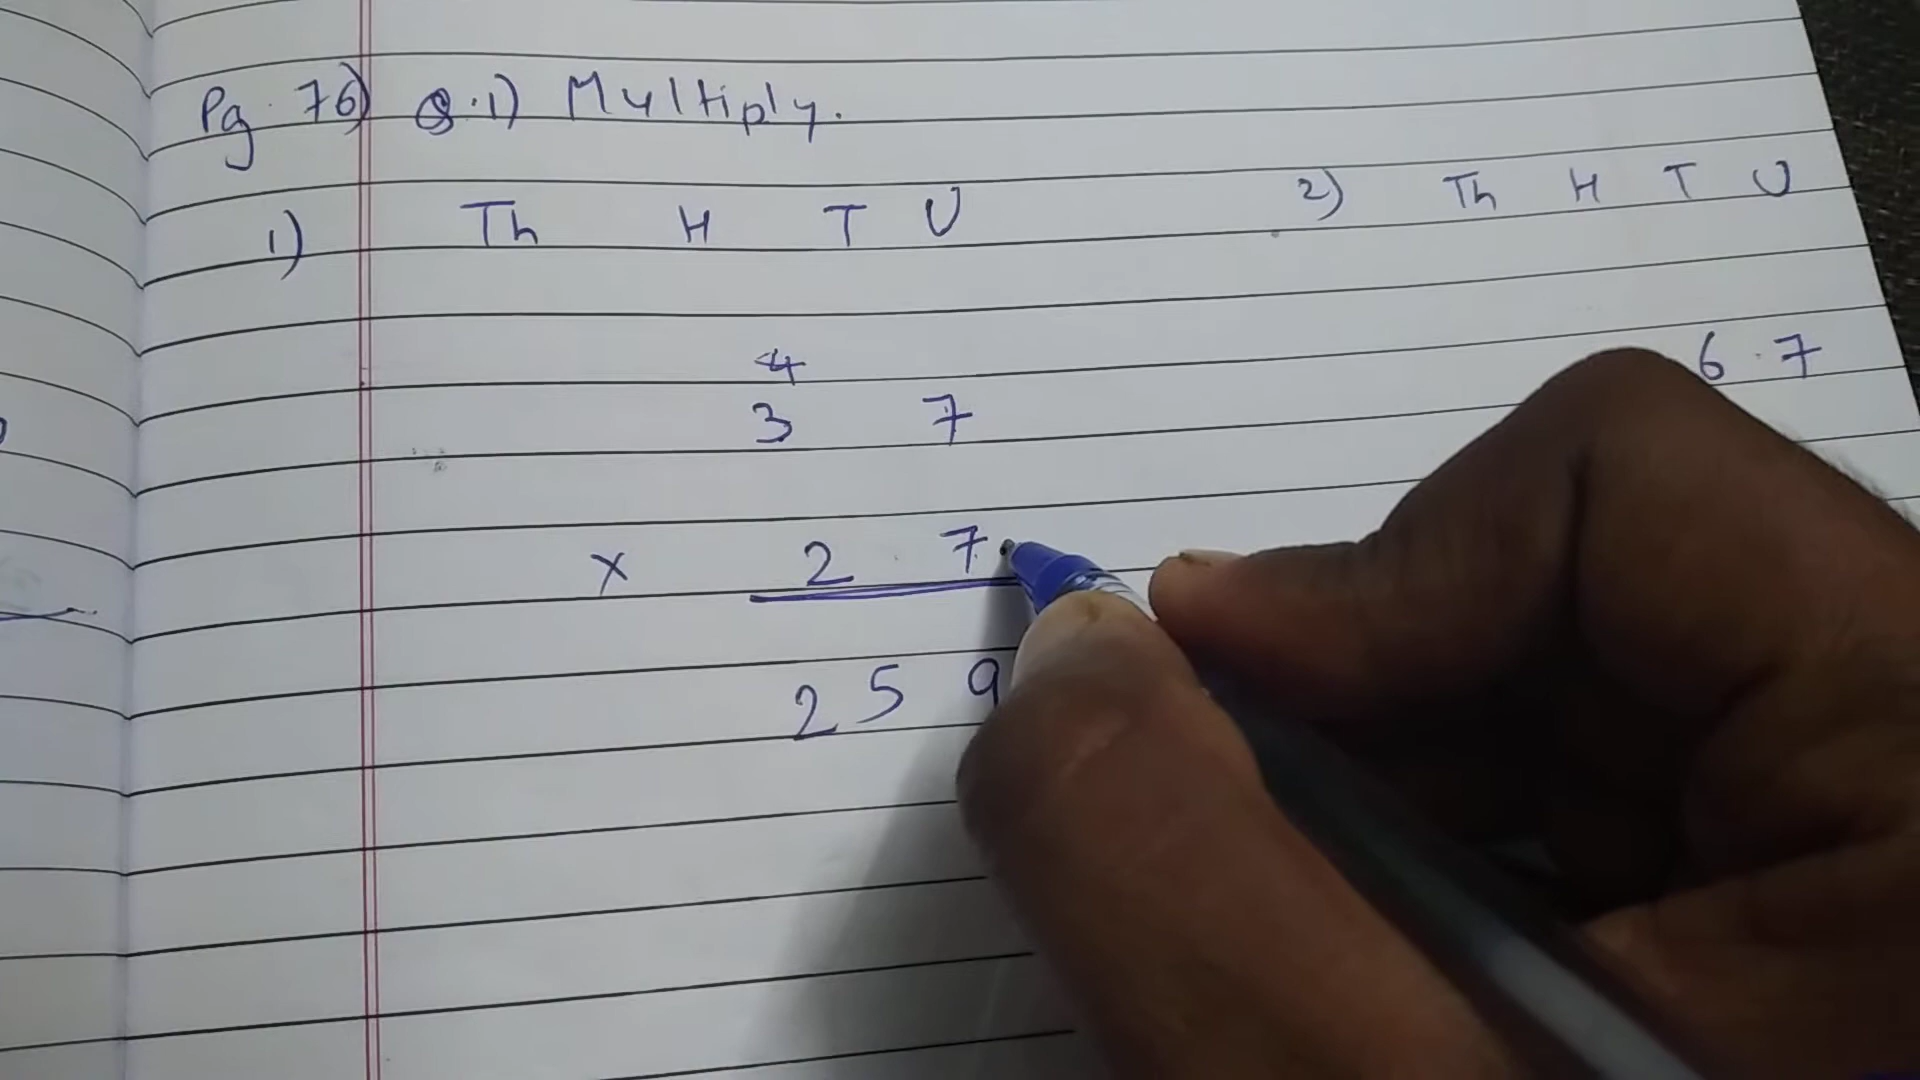 Pg. 76) Q.1) Multiply.
1) Th H T U
2) Th H T U
4
3 7
6 7
x 2 7
2 5 9